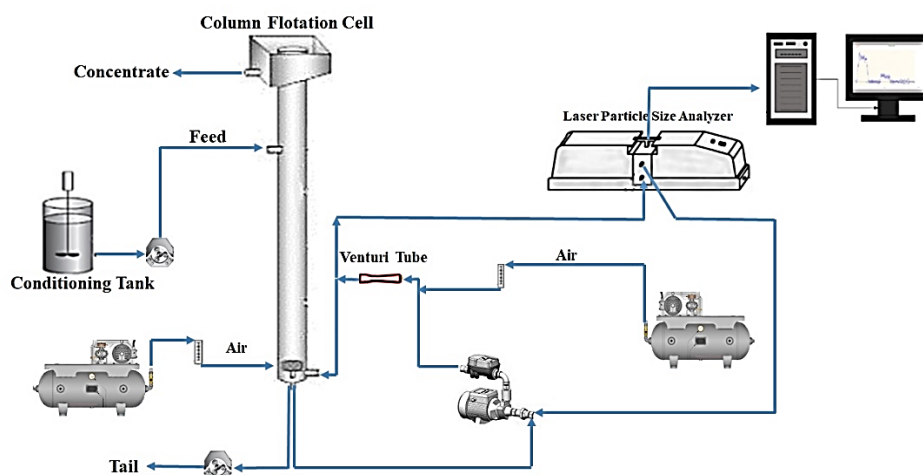 Column Flotation Cell
Concentrate
Laser Particle Size Analyzer
Feed
Venturi Tube
Air
Conditioning Tank
Air
Tail